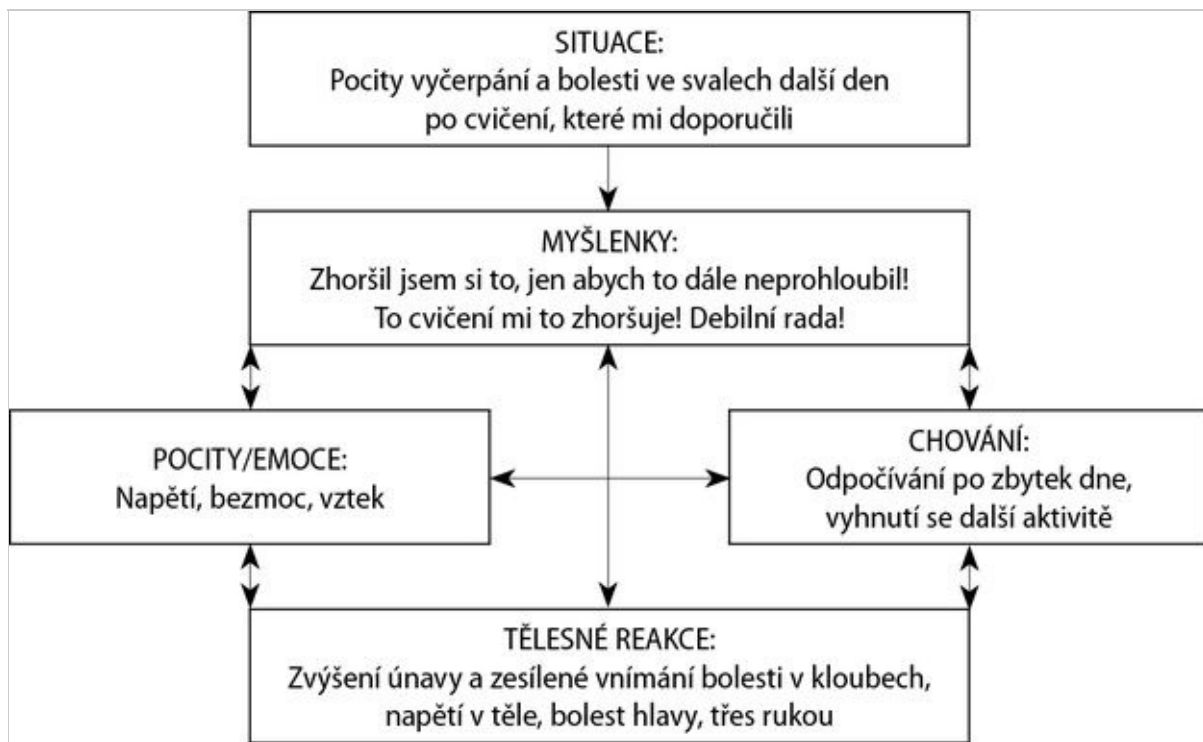 SITUACE:
Pocity vyčerpání a bolesti ve svalech další den
po cvičení, které mi doporučili
MYŠLENKY:
Zhoršil jsem si to, jen abych to dále neprohloubil!
To cvičení mi to zhoršuje! Debilní rada!
POCITY/EMOCE:
Napětí, bezmoc, vztek
CHOVÁNÍ:
Odpočívání po zbytek dne,
vyhnutí se další aktivitě
TĚLESNÉ REAKCE:
Zvýšení únavy a zesílené vnímání bolesti v kloubech,
napětí v těle, bolest hlavy, třes rukou